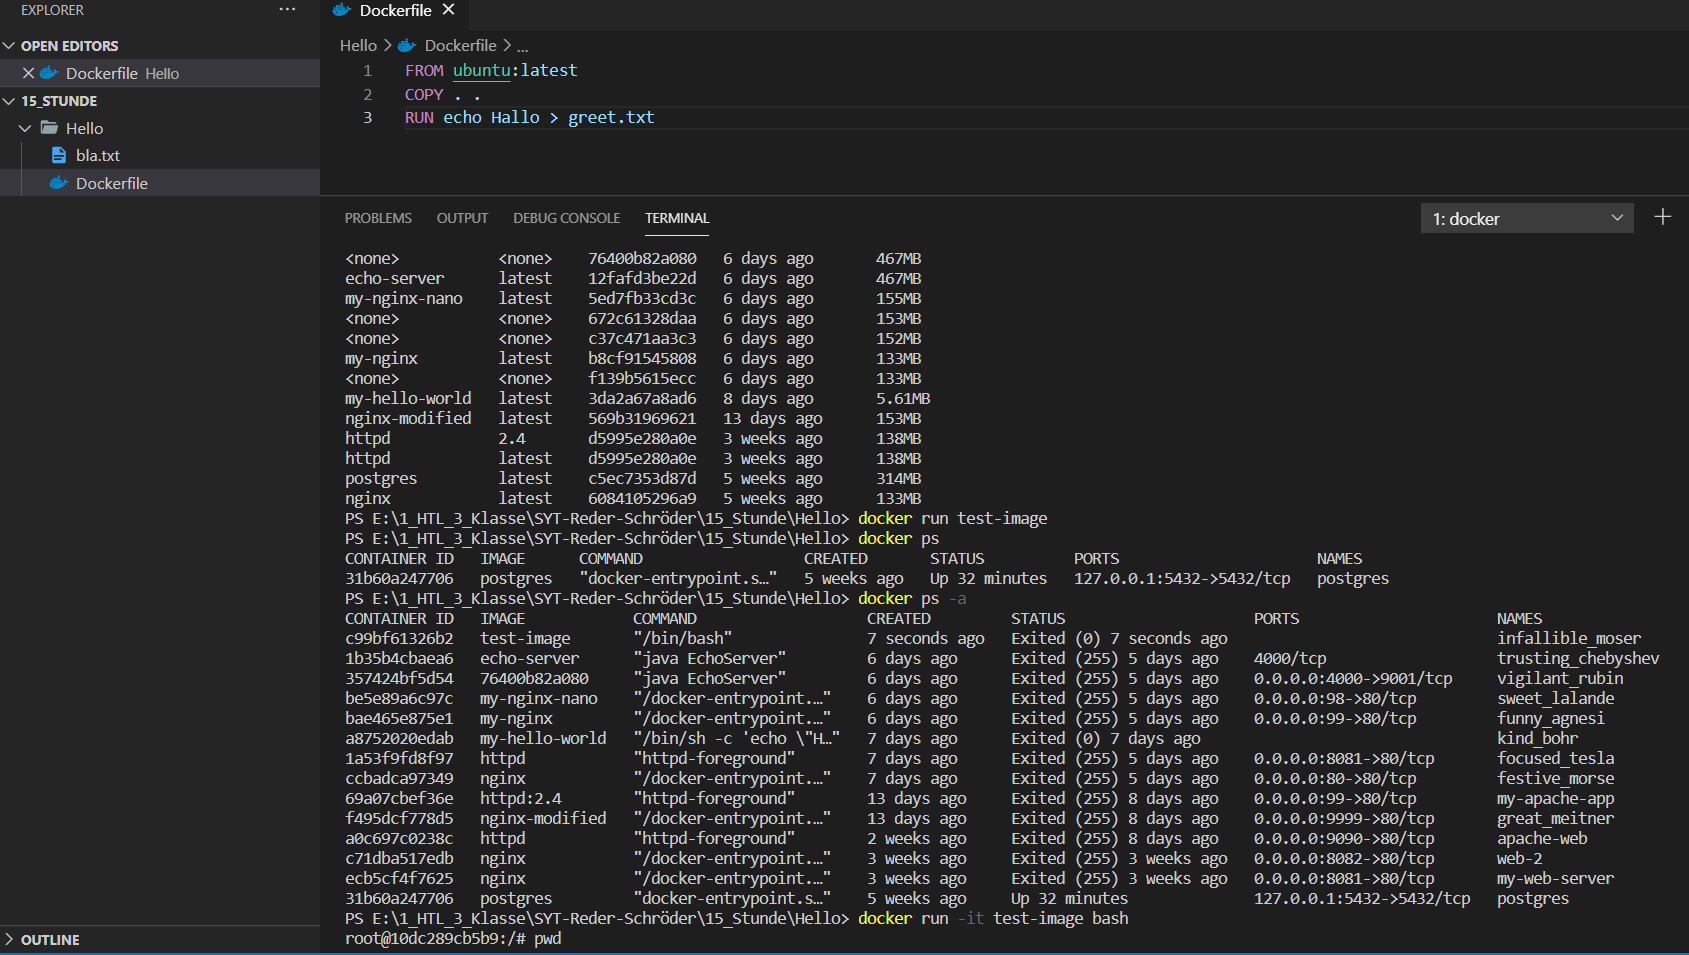 EXPLORER ···
OPEN EDITORS
Dockerfile Hello
15_STUNDE
Hello
bla.txt
Dockerfile
OUTLINE
Dockerfile
Hello > Dockerfile > ...
1 FROM ubuntu:latest
2 COPY . .
3 RUN echo Hallo > greet.txt
PROBLEMS OUTPUT DEBUG CONSOLE TERMINAL 1: docker
<none> <none> 76400b82a080 6 days ago 467MB
echo-server latest 12fafd3be22d 6 days ago 467MB
my-nginx-nano latest 5ed7fb33cd3c 6 days ago 155MB
<none> <none> 672c61328daa 6 days ago 153MB
<none> <none> c37c471aa3c3 6 days ago 152MB
my-nginx latest b8cf91545808 6 days ago 133MB
<none> <none> f139b5615ecc 6 days ago 133MB
my-hello-world latest 3da2a67a8ad6 8 days ago 5.61MB
nginx-modified latest 569b31969621 13 days ago 153MB
httpd 2.4 d5995e280a0e 3 weeks ago 138MB
httpd latest d5995e280a0e 3 weeks ago 138MB
postgres latest c5ec7353d87d 5 weeks ago 314MB
nginx latest 6084105296a9 5 weeks ago 133MB
PS E:\1_HTL_3_Klasse\SYT-Reder-Schröder\15_Stunde\Hello> docker run test-image
PS E:\1_HTL_3_Klasse\SYT-Reder-Schröder\15_Stunde\Hello> docker ps
CONTAINER ID IMAGE COMMAND CREATED STATUS PORTS NAMES
31b60a247706 postgres "docker-entrypoint.s…" 5 weeks ago Up 32 minutes 127.0.0.1:5432->5432/tcp postgres
PS E:\1_HTL_3_Klasse\SYT-Reder-Schröder\15_Stunde\Hello> docker ps -a
CONTAINER ID IMAGE COMMAND CREATED STATUS PORTS NAMES
c99bf61326b2 test-image "/bin/bash" 7 seconds ago Exited (0) 7 seconds ago infallible_moser
1b35b4cbaea6 echo-server "java EchoServer" 6 days ago Exited (255) 5 days ago 4000/tcp trusting_chebyshev
357424bf5d54 76400b82a080 "java EchoServer" 6 days ago Exited (255) 5 days ago 0.0.0.0:4000->9001/tcp vigilant_rubin
be5e89a6c97c my-nginx-nano "/docker-entrypoint.…" 6 days ago Exited (255) 5 days ago 0.0.0.0:98->80/tcp sweet_lalande
bae465e875e1 my-nginx "/docker-entrypoint.…" 6 days ago Exited (255) 5 days ago 0.0.0.0:99->80/tcp funny_agnesi
a8752020edab my-hello-world "/bin/sh -c 'echo \"H…" 7 days ago Exited (0) 7 days ago kind_bohr
1a53f9fd8f97 httpd "httpd-foreground" 7 days ago Exited (255) 5 days ago 0.0.0.0:8081->80/tcp focused_tesla
ccbadca97349 nginx "/docker-entrypoint.…" 7 days ago Exited (255) 5 days ago 0.0.0.0:80->80/tcp festive_morse
69a07cbef36e httpd:2.4 "httpd-foreground" 13 days ago Exited (255) 8 days ago 0.0.0.0:99->80/tcp my-apache-app
f495dcf778d5 nginx-modified "/docker-entrypoint.…" 13 days ago Exited (255) 8 days ago 0.0.0.0:9999->80/tcp great_meitner
a0c697c0238c httpd "httpd-foreground" 2 weeks ago Exited (255) 8 days ago 0.0.0.0:9090->80/tcp apache-web
c71dba517edb nginx "/docker-entrypoint.…" 3 weeks ago Exited (255) 3 weeks ago 0.0.0.0:8082->80/tcp web-2
ecb5cf4f7625 nginx "/docker-entrypoint.…" 3 weeks ago Exited (255) 3 weeks ago 0.0.0.0:8081->80/tcp my-web-server
31b60a247706 postgres "docker-entrypoint.s…" 5 weeks ago Up 32 minutes 127.0.0.1:5432->5432/tcp postgres
PS E:\1_HTL_3_Klasse\SYT-Reder-Schröder\15_Stunde\Hello> docker run -it test-image bash
root@10dc289cb5b9:/# pwd